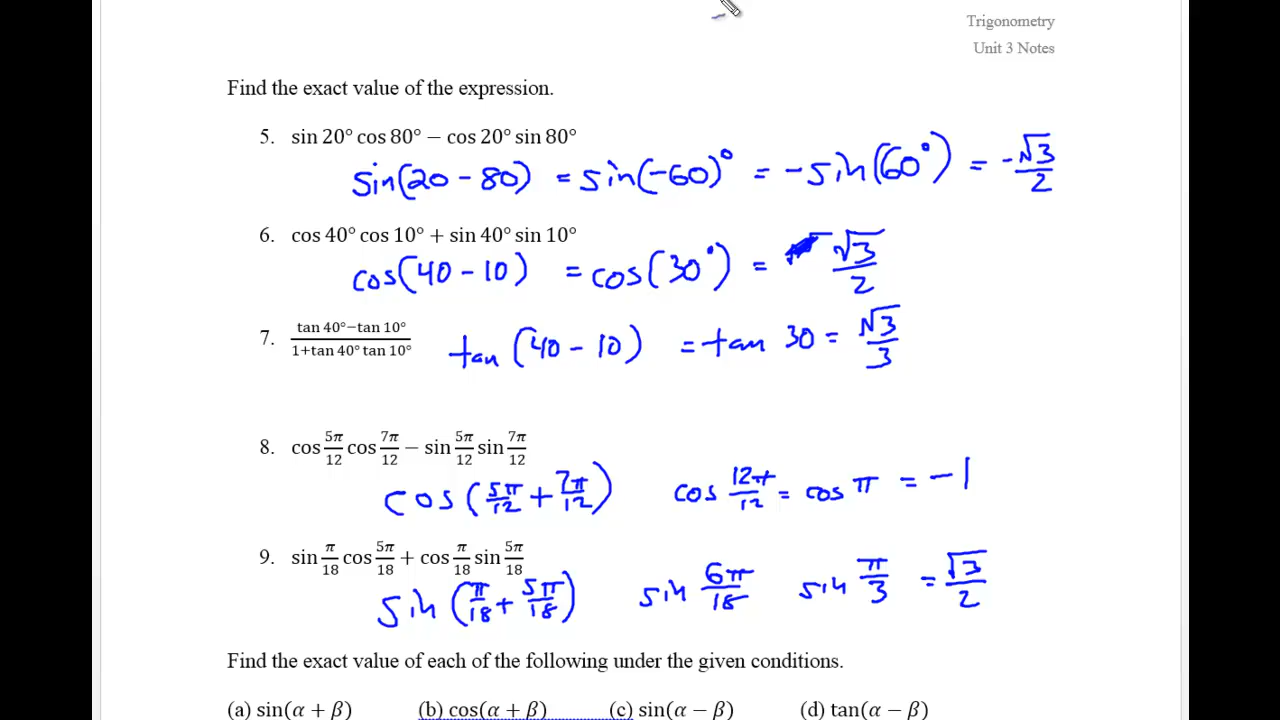 Trigonometry
Unit 3 Notes
Find the exact value of the expression.
5. sin 20° cos 80° − cos 20° sin 80°
sin(20 - 80) = sin(-60)° = -sin(60°) = -√3/2
6. cos 40° cos 10° + sin 40° sin 10°
cos(40 - 10) = cos(30°) = √3/2
7. tan 40°−tan 10°/1+tan 40° tan 10° tan (40 - 10) = tan 30 = √3/3
8. cos 5π/12 cos 7π/12 − sin 5π/12 sin 7π/12
cos(5π/12 + 7π/12) cos 12π/12 = cos π = -1
9. sin π/18 cos 5π/18 + cos π/18 sin 5π/18
sin(π/18 + 5π/18) sin 6π/18 sin π/3 = √3/2
Find the exact value of each of the following under the given conditions.
(a) sin(α + β) (b) cos(α + β) (c) sin(α − β) (d) tan(α − β)